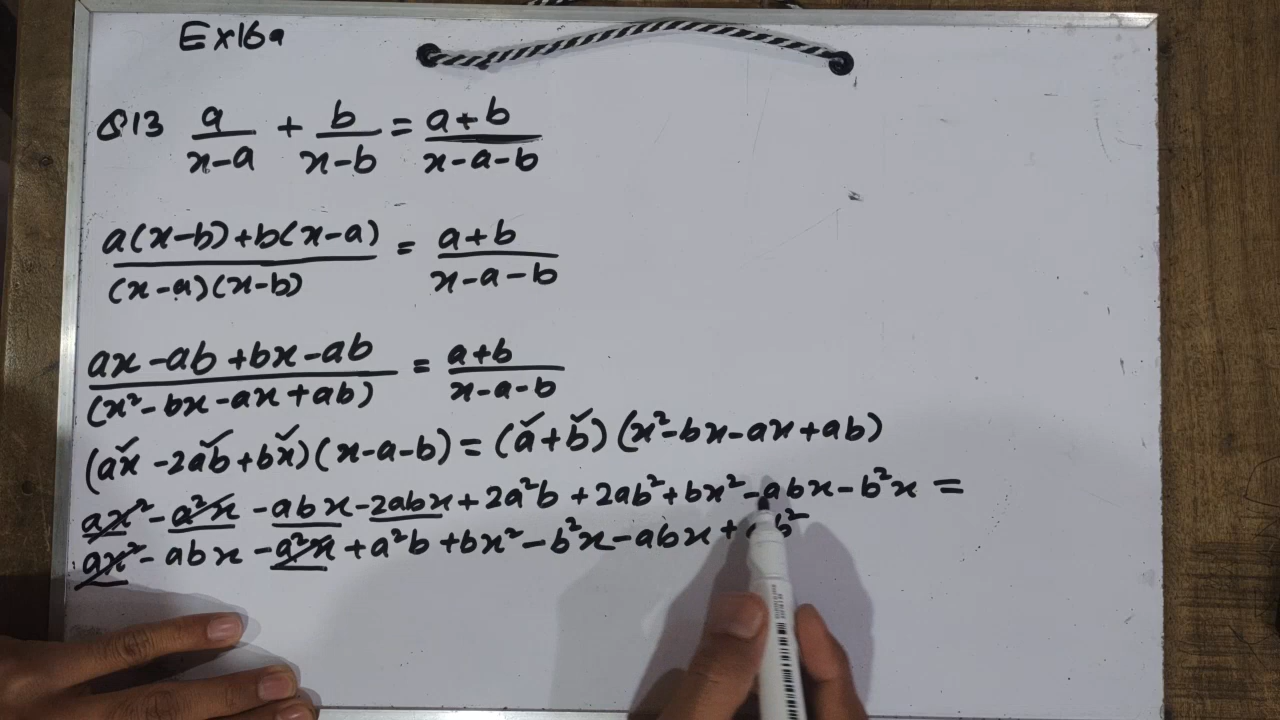 Ex16a
Q13 a/(x-a) + b/(x-b) = (a+b)/(x-a-b)
(a(x-b)+b(x-a))/((x-a)(x-b)) = (a+b)/(x-a-b)
(ax-ab+bx-ab)/(x²-bx-ax+ab) = (a+b)/(x-a-b)
(ax-2ab+bx)(x-a-b) = (a+b)(x²-bx-ax+ab)
ax²-a²x-abx-2abx+2a²b+2ab²+bx²-abx-b²x =
ax²-abx-a²x+a²b+bx²-b²x-abx+ b²